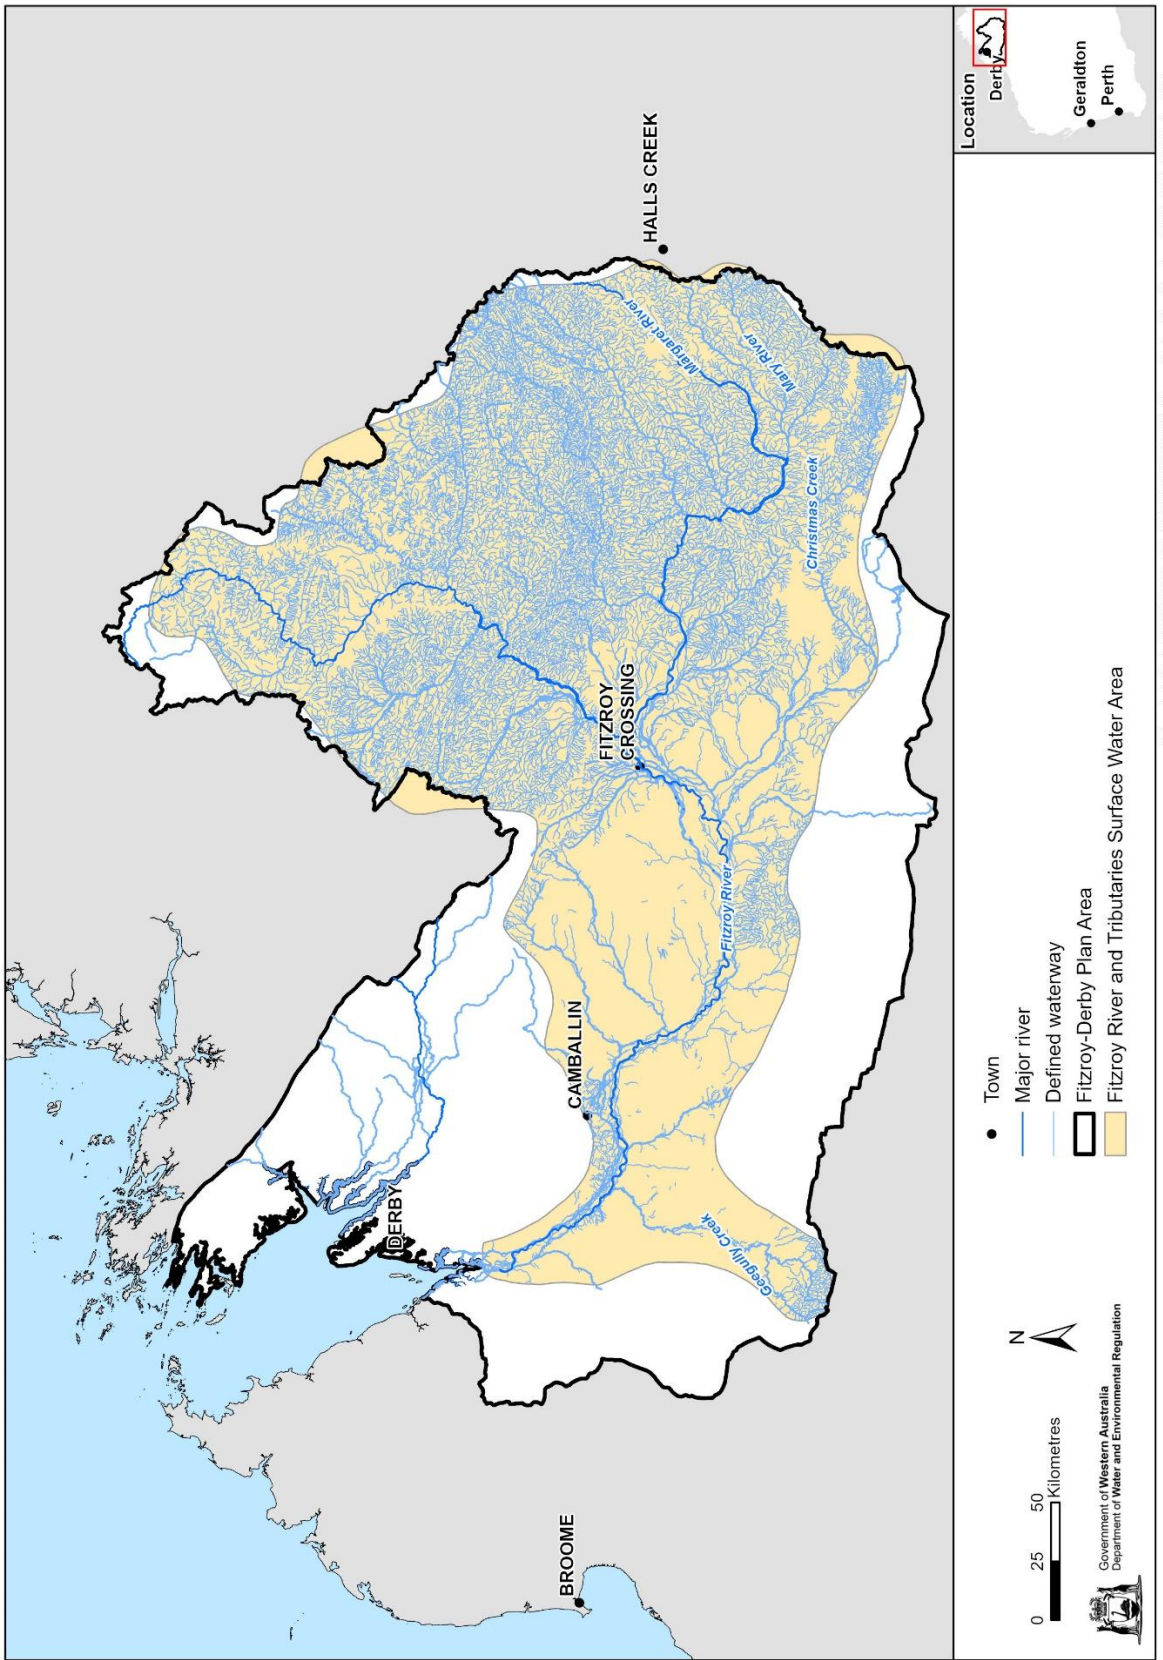 BROOME
DERBY
CAMBALLIN
FITZROY
CROSSING
HALLS CREEK
Fitzroy River
Geegully Creek
Christmas Creek
Margaret River
Mary River
0 25 50
Kilometres
N
Government of Western Australia
Department of Water and Environmental Regulation
Town
Major river
Defined waterway
Fitzroy-Derby Plan Area
Fitzroy River and Tributaries Surface Water Area
Location
Derby
Geraldton
Perth